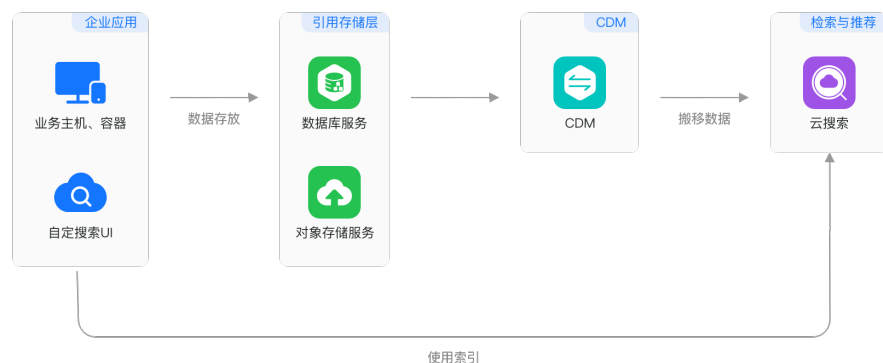 企业应用
引用存储层
CDM
检索与推荐
业务主机、容器
数据存放
数据库服务
CDM
搬移数据
云搜索
自定搜索UI
对象存储服务
使用索引